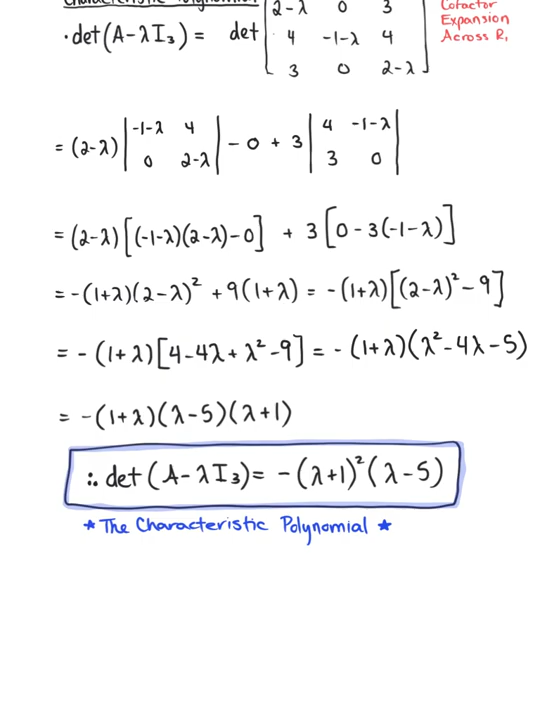 Characteristic Polynomial
· det(A-λI₃) = det [2-λ 0 3
4 -1-λ 4
3 0 2-λ]
Cofactor
Expansion
Across R₁
= (2-λ) |-1-λ 4
0 2-λ| - 0 + 3 |4 -1-λ
3 0|
= (2-λ)[(-1-λ)(2-λ)-0] + 3[0-3(-1-λ)]
= -(1+λ)(2-λ)² + 9(1+λ) = -(1+λ)[(2-λ)²-9]
= -(1+λ)[4-4λ+λ²-9] = -(1+λ)(λ²-4λ-5)
= -(1+λ)(λ-5)(λ+1)
∴ det(A-λI₃) = -(λ+1)²(λ-5)
* The Characteristic Polynomial *